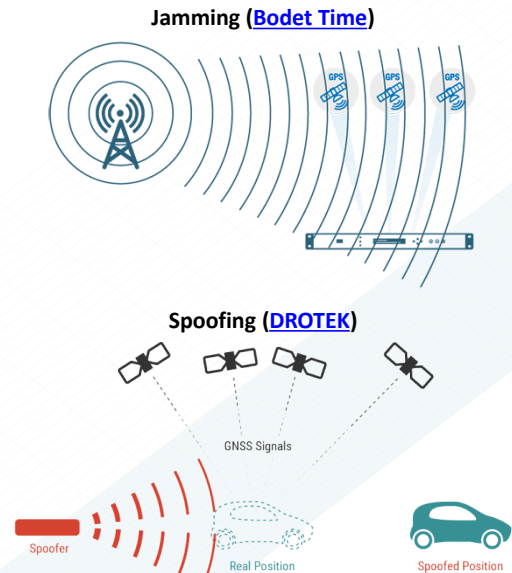 Jamming (Bodet Time)
GPS GPS GPS
Spoofing (DROTEK)
GNSS Signals
Spoofer
Real Position
Spoofed Position